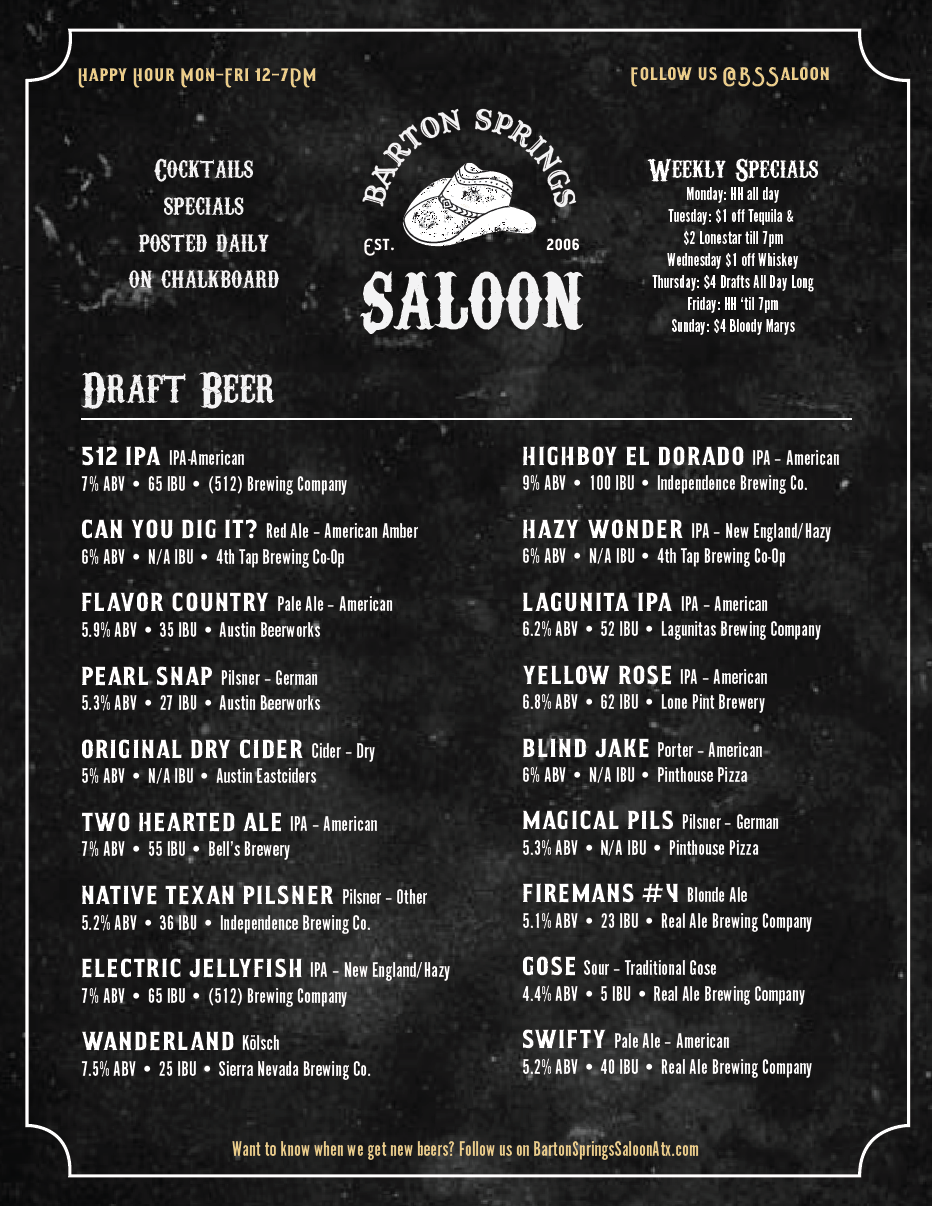 Happy Hour Mon-Fri 12-7PM
Follow us @BSSaloon
Cocktails
specials
posted daily
on chalkboard
BARTON SPRINGS
EST. 2006
SALOON
Weekly Specials
Monday: HH all day
Tuesday: $1 off Tequila &
$2 Lonestar till 7pm
Wednesday $1 off Whiskey
Thursday: $4 Drafts All Day Long
Friday: HH ‘til 7pm
Sunday: $4 Bloody Marys
Draft Beer
512 IPA IPA-American
7% ABV • 65 IBU • (512) Brewing Company
CAN YOU DIG IT? Red Ale – American Amber
6% ABV • N/A IBU • 4th Tap Brewing Co-Op
FLAVOR COUNTRY Pale Ale – American
5.9% ABV • 35 IBU • Austin Beerworks
PEARL SNAP Pilsner – German
5.3% ABV • 27 IBU • Austin Beerworks
ORIGINAL DRY CIDER Cider – Dry
5% ABV • N/A IBU • Austin Eastciders
TWO HEARTED ALE IPA – American
7% ABV • 55 IBU • Bell’s Brewery
NATIVE TEXAN PILSNER Pilsner – Other
5.2% ABV • 36 IBU • Independence Brewing Co.
ELECTRIC JELLYFISH IPA – New England/Hazy
7% ABV • 65 IBU • (512) Brewing Company
WANDERLAND Kölsch
7.5% ABV • 25 IBU • Sierra Nevada Brewing Co.
HIGHBOY EL DORADO IPA – American
9% ABV • 100 IBU • Independence Brewing Co.
HAZY WONDER IPA – New England/Hazy
6% ABV • N/A IBU • 4th Tap Brewing Co-Op
LAGUNITA IPA IPA – American
6.2% ABV • 52 IBU • Lagunitas Brewing Company
YELLOW ROSE IPA – American
6.8% ABV • 62 IBU • Lone Pint Brewery
BLIND JAKE Porter – American
6% ABV • N/A IBU • Pinthouse Pizza
MAGICAL PILS Pilsner – German
5.3% ABV • N/A IBU • Pinthouse Pizza
FIREMANS #4 Blonde Ale
5.1% ABV • 23 IBU • Real Ale Brewing Company
GOSE Sour – Traditional Gose
4.4% ABV • 5 IBU • Real Ale Brewing Company
SWIFTY Pale Ale – American
5,2% ABV • 40 IBU • Real Ale Brewing Company
Want to know when we get new beers? Follow us on BartonSpringsSaloonAtx.com